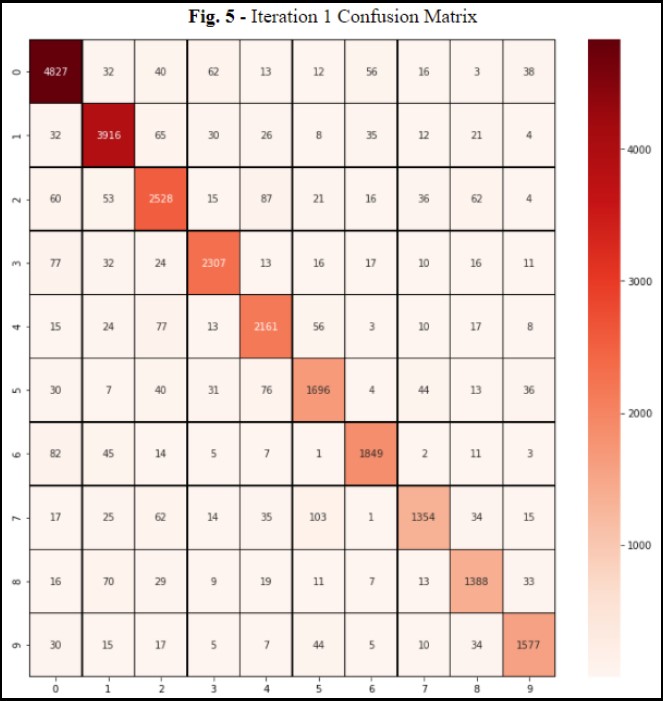 Fig. 5 - Iteration 1 Confusion Matrix
0 4827 32 40 62 13 12 56 16 3 38
1 32 3916 65 30 26 8 35 12 21 4
4000
2 60 53 2528 15 87 21 16 36 62 4
3 77 32 24 2307 13 16 17 10 16 11
3000
4 15 24 77 13 2161 56 3 10 17 8
5 30 7 40 31 76 1696 4 44 13 36
2000
6 82 45 14 5 7 1 1849 2 11 3
7 17 25 62 14 35 103 1 1354 34 15
1000
8 16 70 29 9 19 11 7 13 1388 33
9 30 15 17 5 7 44 5 10 34 1577
0 1 2 3 4 5 6 7 8 9